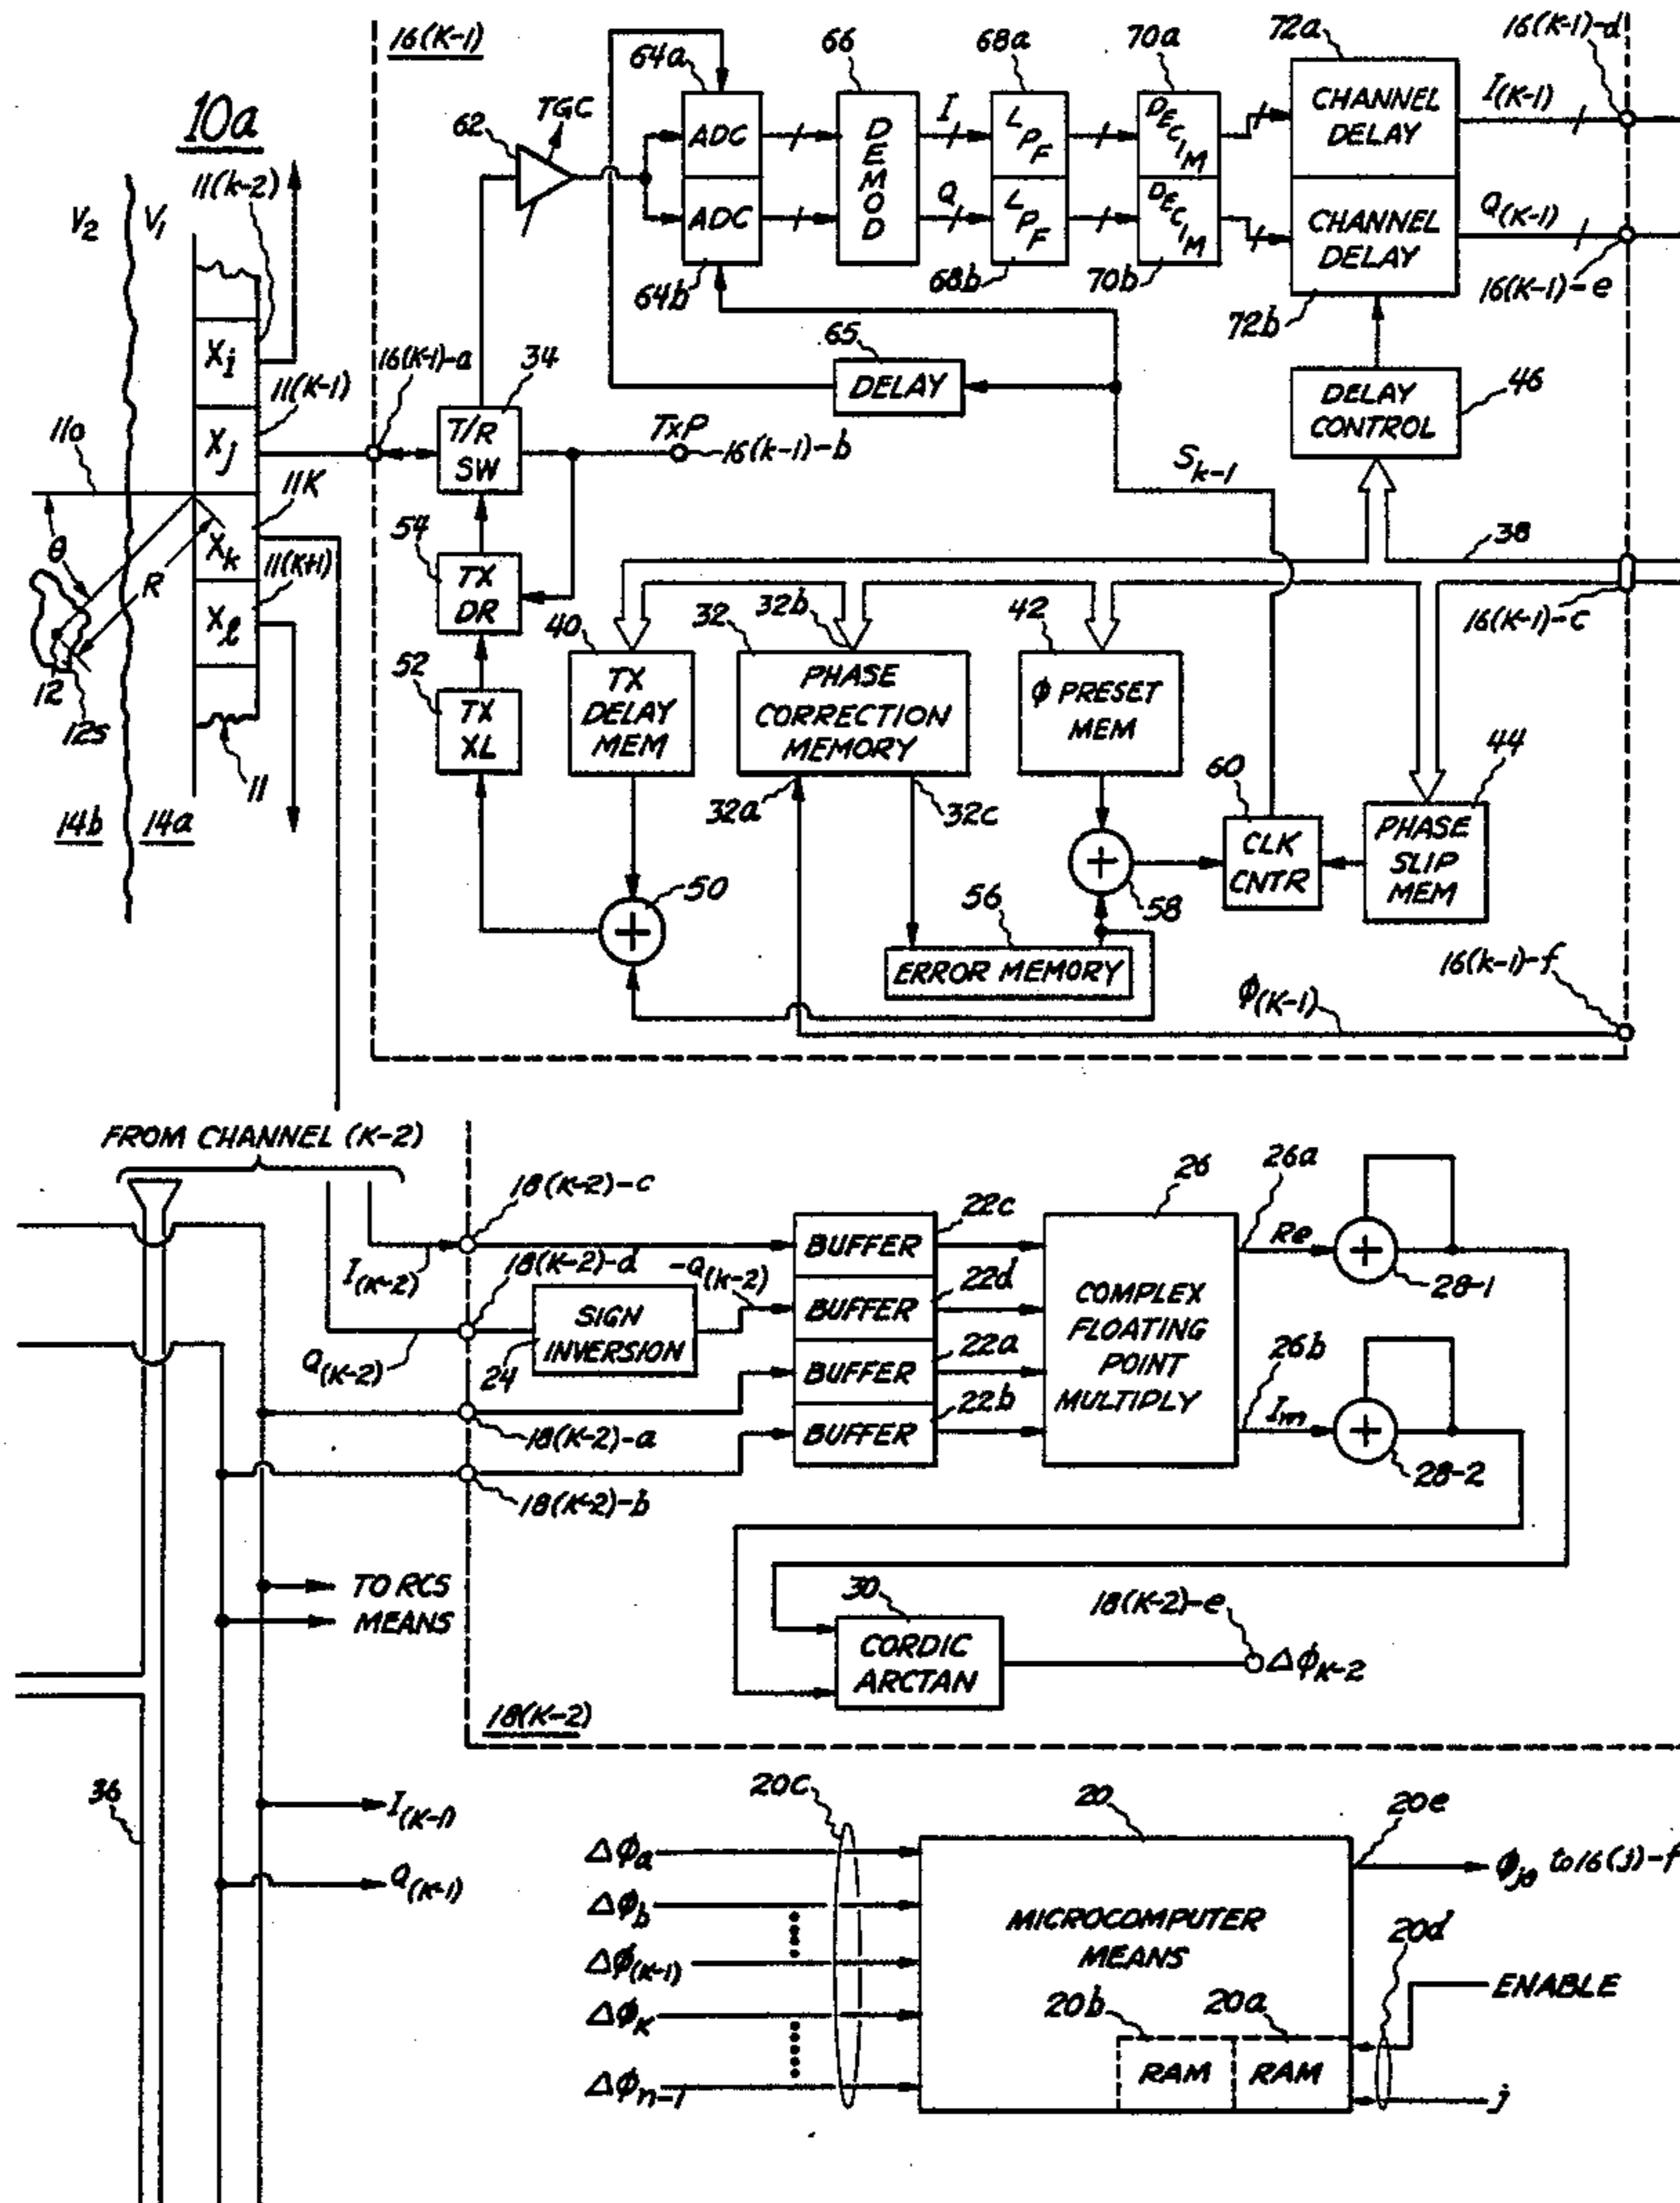 16(K-1)
64a
66
68a
70a
72a
16(K-1)-d
10a
62
TGC
ADC
DEMOD
I
LPF
DECIM
CHANNEL
DELAY
I(K-1)
11(k-2)
V2
V1
ADC
Q
LPF
DECIM
CHANNEL
DELAY
Q(K-1)
64b
68b
70b
72b
16(K-1)-e
Xi
16(K-1)-a
34
65
DELAY
DELAY
CONTROL
46
11(K-1)
110
Xj
T/R
SW
TXP
16(k-1)-b
Sk-1
11K
θ
Xk
R
54
TX
DR
38
11(K+1)
Xl
40
32
32b
42
16(K-1)-c
12
12s
52
TX
XL
TX
DELAY
MEM
PHASE
CORRECTION
MEMORY
ϕ PRESET
MEM
60
44
11
14b
14a
32a
32c
CLK
CNTR
PHASE
SLIP
MEM
50
+
+
58
56
ERROR MEMORY
16(k-1)-f
ϕ(K-1)
FROM CHANNEL (K-2)
18(K-2)-c
22c
26
26a
BUFFER
Re
+
28-1
I(K-2)
18(K-2)-d
-Q(k-2)
22d
SIGN
INVERSION
BUFFER
COMPLEX
FLOATING
POINT
MULTIPLY
Q(K-2)
24
22a
BUFFER
26b
18(K-2)-a
22b
BUFFER
Im
+
28-2
18(K-2)-b
TO RCS
MEANS
30
CORDIC
ARCTAN
18(K-2)-e
ΔϕK-2
18(K-2)
36
I(K-1)
Q(K-1)
20c
20
20e
Δϕa
ϕjθ to 16(j)-f
Δϕb
MICROCOMPUTER
MEANS
20d
Δϕ(K-1)
20b
20a
ENABLE
ΔϕK
RAM
RAM
Δϕn-1
j